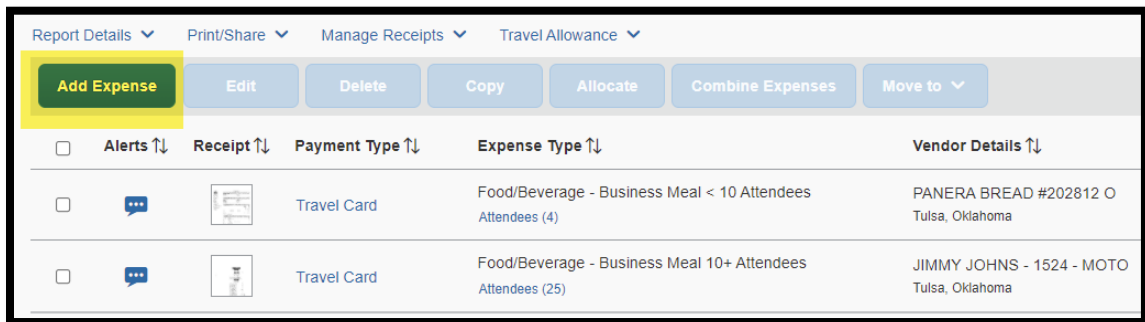 Report Details Print/Share Manage Receipts Travel Allowance
Add Expense Edit Delete Copy Allocate Combine Expenses Move to
Alerts Receipt Payment Type Expense Type Vendor Details
Travel Card Food/Beverage - Business Meal < 10 Attendees PANERA BREAD #202812 O
Attendees (4) Tulsa, Oklahoma
Travel Card Food/Beverage - Business Meal 10+ Attendees JIMMY JOHNS - 1524 - MOTO
Attendees (25) Tulsa, Oklahoma